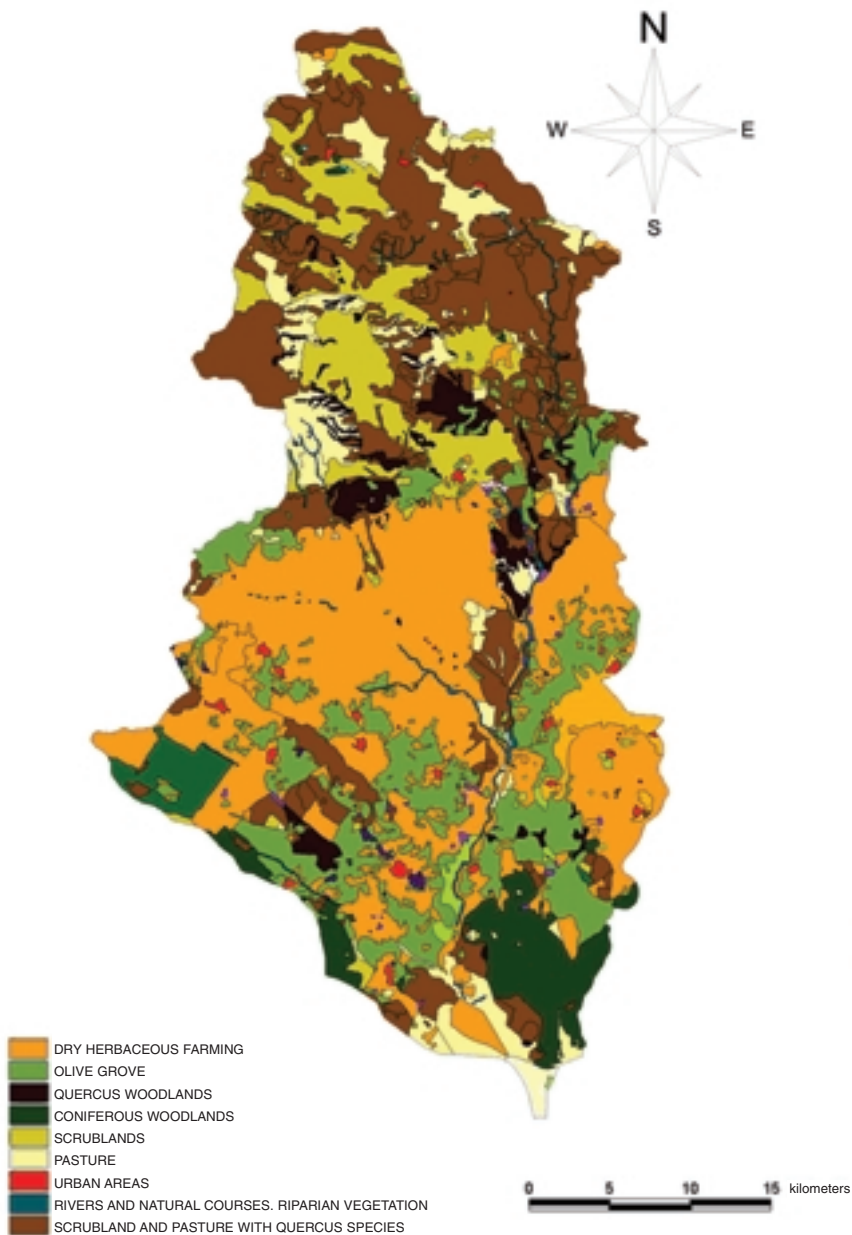 N
W E
S
DRY HERBACEOUS FARMING
OLIVE GROVE
QUERCUS WOODLANDS
CONIFEROUS WOODLANDS
SCRUBLANDS
PASTURE
URBAN AREAS
RIVERS AND NATURAL COURSES. RIPARIAN VEGETATION
SCRUBLAND AND PASTURE WITH QUERCUS SPECIES
0 5 10 15 kilometers